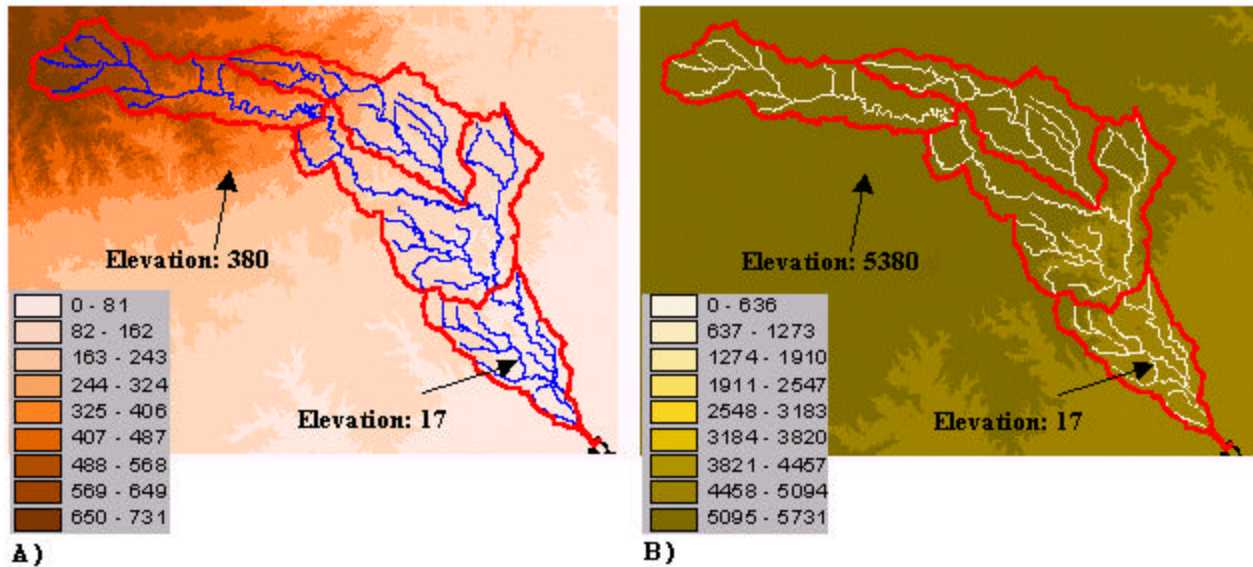 Elevation: 380
0 - 81
82 - 162
163 - 243
244 - 324
325 - 406
407 - 487
488 - 568
569 - 649
650 - 731
Elevation: 17
A)
Elevation: 5380
0 - 636
637 - 1273
1274 - 1910
1911 - 2547
2548 - 3183
3184 - 3820
3821 - 4457
4458 - 5094
5095 - 5731
Elevation: 17
B)